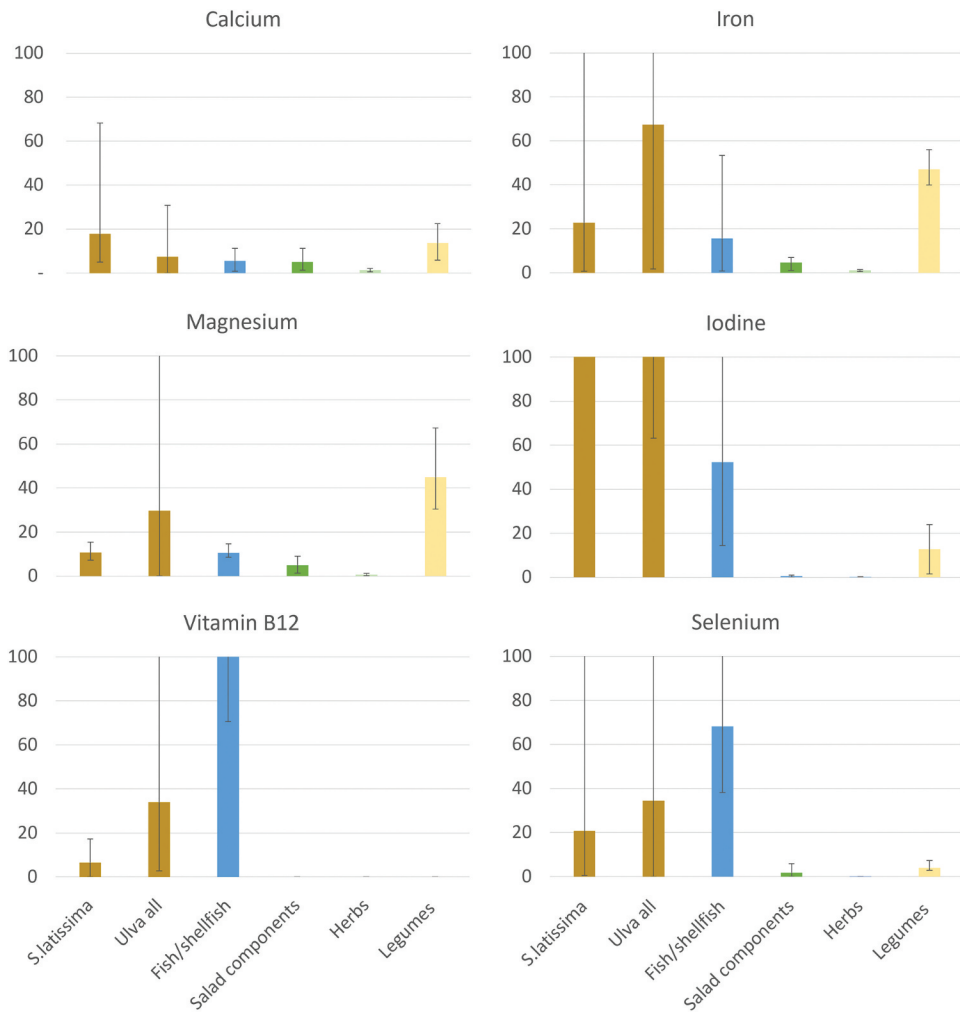 Calcium
100
80
60
40
20
-
Iron
100
80
60
40
20
0
Magnesium
100
80
60
40
20
0
Iodine
100
80
60
40
20
0
Vitamin B12
100
80
60
40
20
0
S.latissima
Ulva all
Fish/shellfish
Salad components
Herbs
Legumes
Selenium
100
80
60
40
20
0
S.latissima
Ulva all
Fish/shellfish
Salad components
Herbs
Legumes